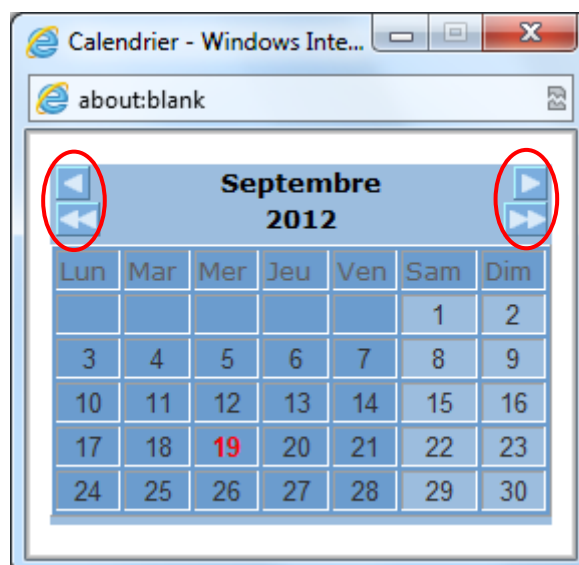 Calendrier - Windows Inte...
about:blank
Septembre
2012
Lun Mar Mer Jeu Ven Sam Dim
1 2
3 4 5 6 7 8 9
10 11 12 13 14 15 16
17 18 19 20 21 22 23
24 25 26 27 28 29 30